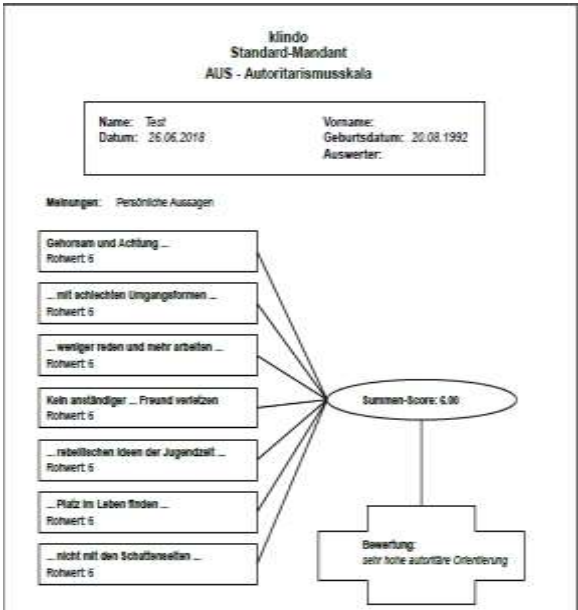 klindo
Standard-Mandant
AUS - Autoritarismusskala
Name: Test Vorname:
Datum: 26.06.2018 Geburtsdatum: 20.08.1992
Auswerter:
Meinungen: Persönliche Aussagen
Gehorsam und Achtung ...
Rohwert 6
... mit schlechten Umgangsformen ...
Rohwert 6
... weniger reden und mehr arbeiten ...
Rohwert 6
Kein anständiger ... Freund verletzen
Rohwert 6
... rebellischen Ideen der Jugendzeit ...
Rohwert 6
... Platz im Leben finden ...
Rohwert 6
... nicht mit den Schattenseiten ...
Rohwert 6
Summen-Score: 6.00
Bewertung:
sehr hohe autoritäre Orientierung